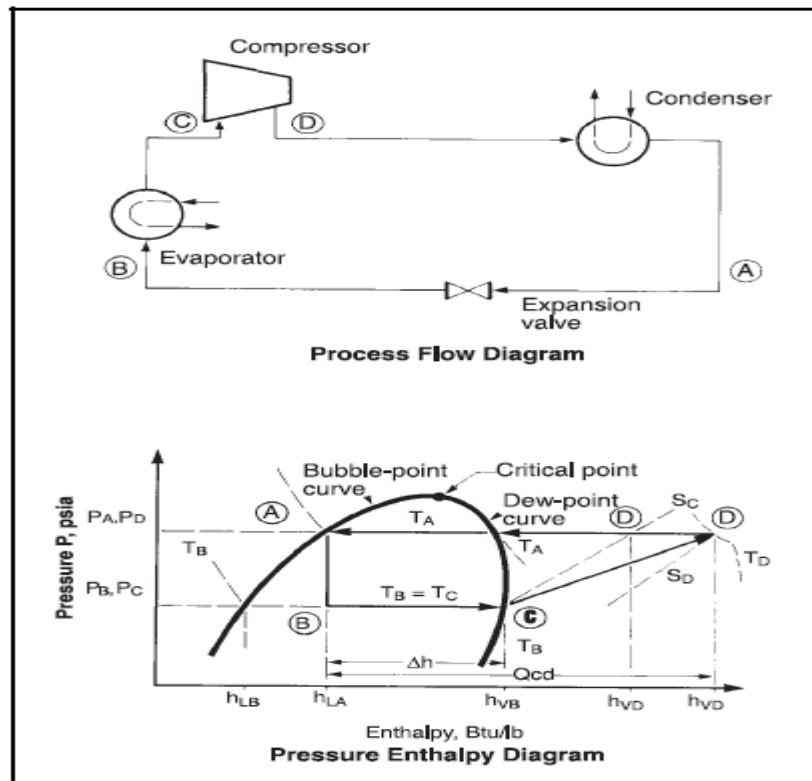 Compressor
C
D
Condenser
B
Evaporator
A
Expansion
valve
Process Flow Diagram
Bubble-point
curve
Critical point
Dew-point
curve
A
PA,PD
TA
D
SC
D
TB
TA
TD
SD
PB,PC
TB = TC
B
C
TB
Δh
Qcd
hLB
hLA
hVB
hVD
hVD
Pressure P, psia
Enthalpy, Btu/lb
Pressure Enthalpy Diagram